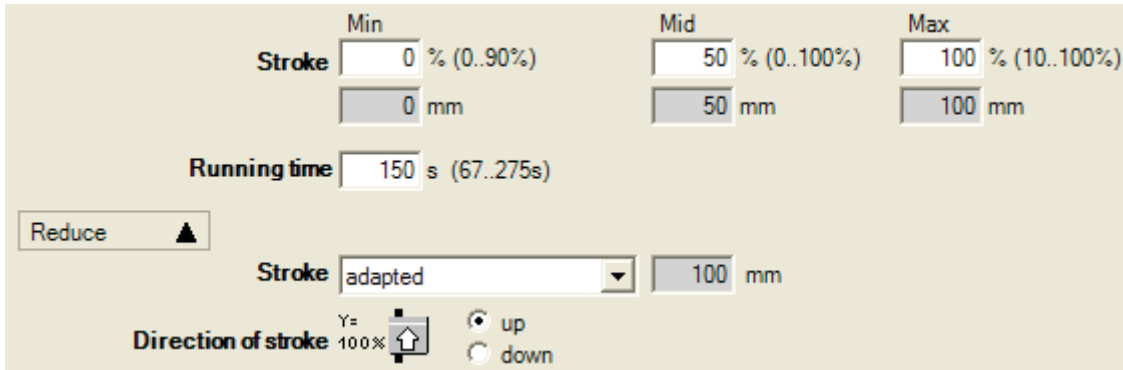 Min Mid Max
Stroke 0 % (0..90%) 50 % (0..100%) 100 % (10..100%)
0 mm 50 mm 100 mm
Running time 150 s (67..275s)
Reduce
Stroke adapted 100 mm
Direction of stroke Y= 100% up
down